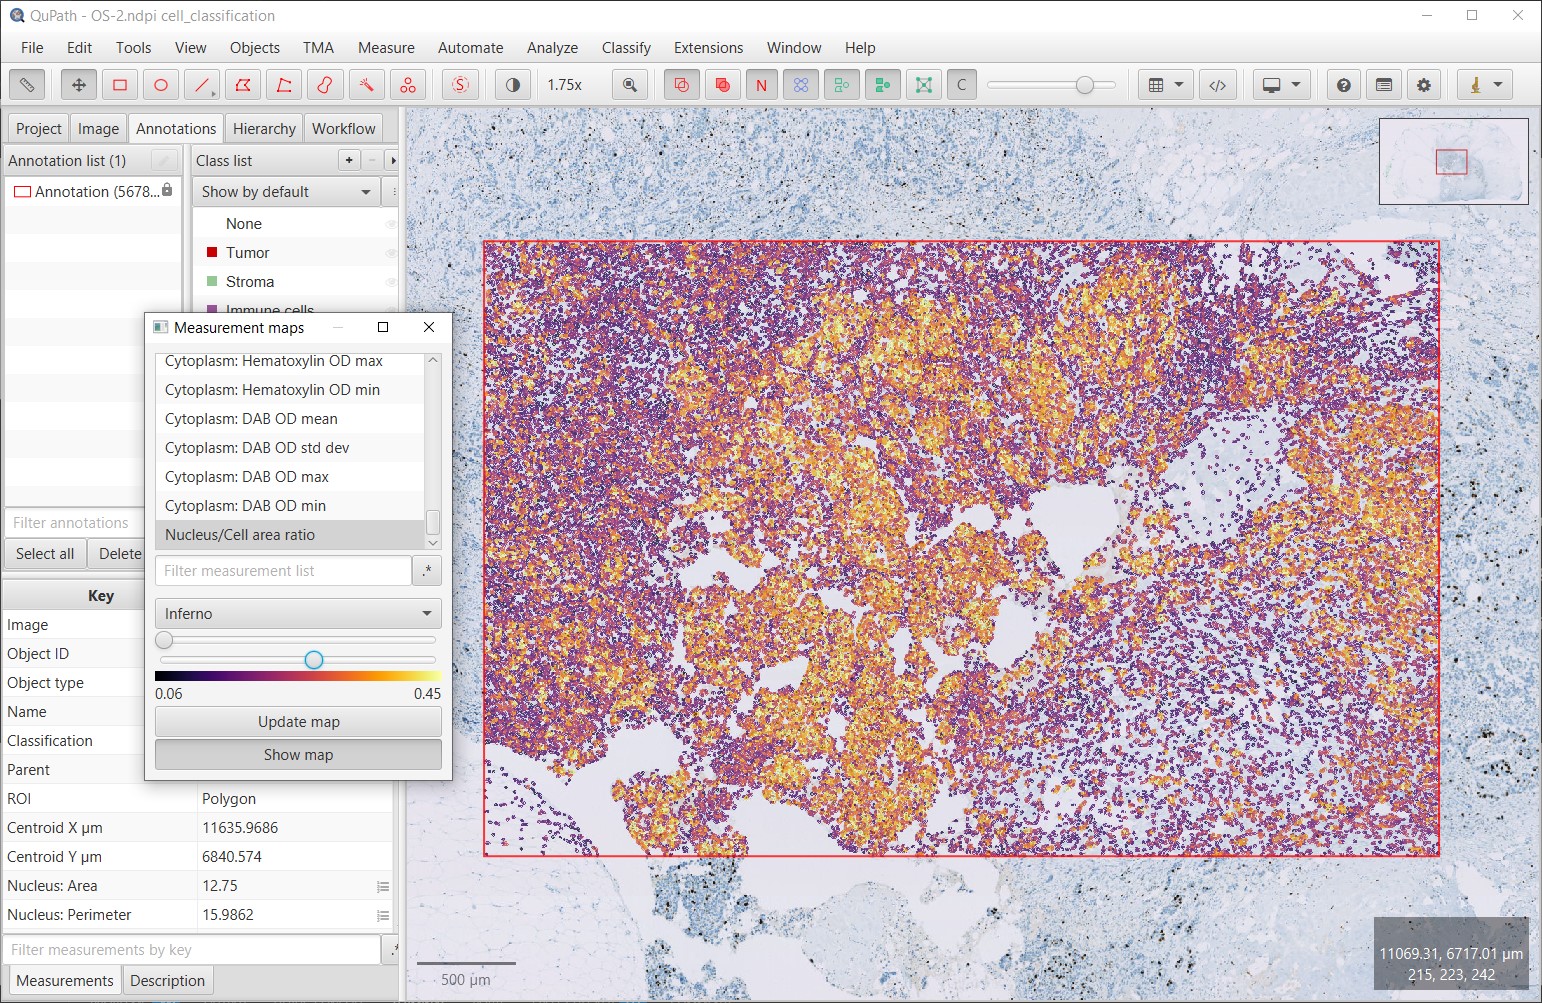 QuPath - OS-2.ndpi cell_classification
File Edit Tools View Objects TMA Measure Automate Analyze Classify Extensions Window Help
S 1.75x N C
Project Image Annotations Hierarchy Workflow
Annotation list (1)
Annotation (5678...
Class list
Show by default
None
Tumor
Stroma
Immune cells
Measurement maps
Cytoplasm: Hematoxylin OD max
Cytoplasm: Hematoxylin OD min
Cytoplasm: DAB OD mean
Cytoplasm: DAB OD std dev
Cytoplasm: DAB OD max
Cytoplasm: DAB OD min
Nucleus/Cell area ratio
Filter measurement list .*
Inferno
0.06 0.45
Update map
Show map
Filter annotations
Select all Delete
Key
Image
Object ID
Object type
Name
Classification
Parent
ROI Polygon
Centroid X µm 11635.9686
Centroid Y µm 6840.574
Nucleus: Area 12.75
Nucleus: Perimeter 15.9862
Filter measurements by key .*
Measurements Description
500 µm
11069.31, 6717.01 µm
215, 223, 242